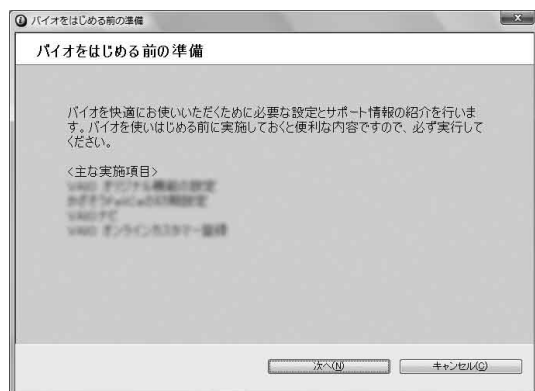 バイオをはじめる前の準備
バイオをはじめる前の準備
バイオを快適にお使いいただくために必要な設定とサポート情報の紹介を行いま
す。バイオを使いはじめる前に実施しておくと便利な内容ですので、必ず実行して
ください。
<主な実施項目>
次へ(N)
キャンセル(C)